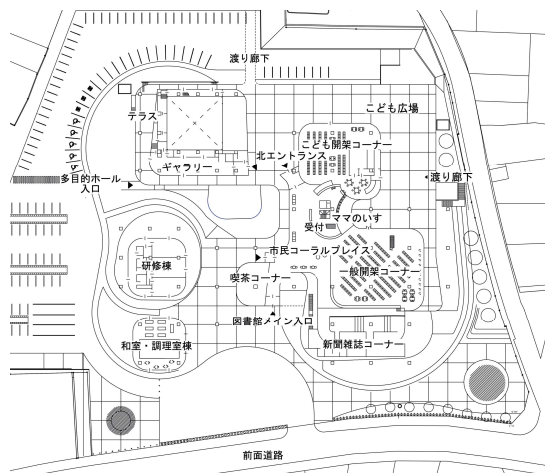 渡り廊下
テラス
こども広場
こども開架コーナー
北エントランス
ギャラリー
多目的ホール
入口
渡り廊下
ママのいす
受付
市民コーラルプレイス
研修棟
一般開架コーナー
喫茶コーナー
図書館メイン入口
和室・調理室棟
新聞雑誌コーナー
前面道路